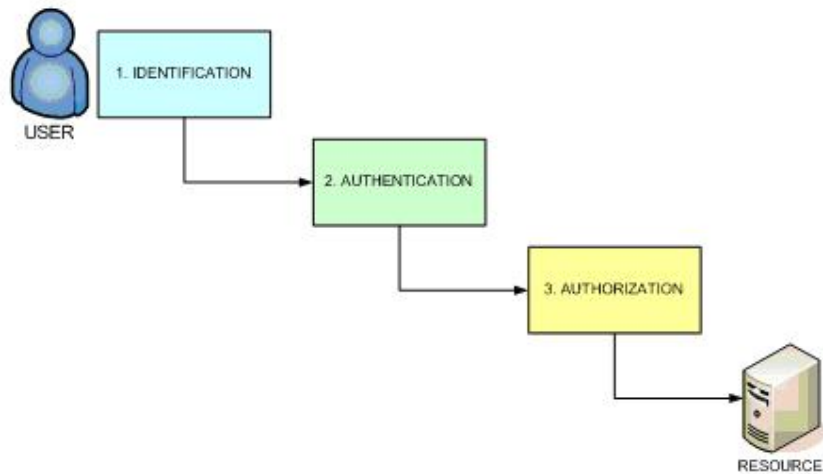 1. IDENTIFICATION
USER
2. AUTHENTICATION
3. AUTHORIZATION
RESOURCE